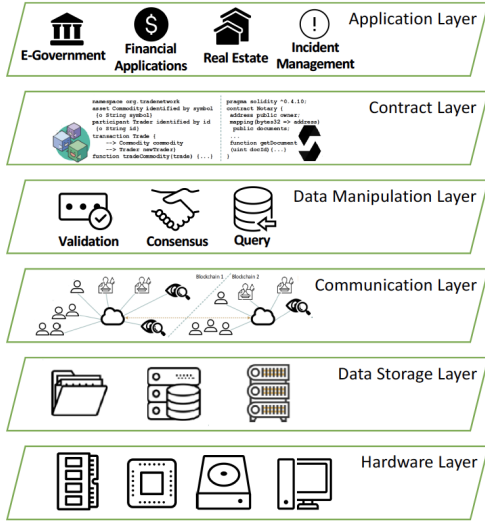 Application Layer
E-Government
Financial
Applications
Real Estate
Incident
Management
Contract Layer
namespace org.tradenetwork
asset Commodity identified by symbol
{o String symbol}
participant Trader identified by id
{o String id}
transaction Trade {
--> Commodity commodity
--> Trader newTrader}
function tradeCommodity(trade) {...}
pragma solidity ^0.4.10;
contract Notary {
address public owner;
mapping(bytes32 => address)
public documents;
...
function getDocument
(uint docId){...}
}
Data Manipulation Layer
Validation
Consensus
Query
Communication Layer
Blockchain 1
Blockchain 2
Data Storage Layer
Hardware Layer